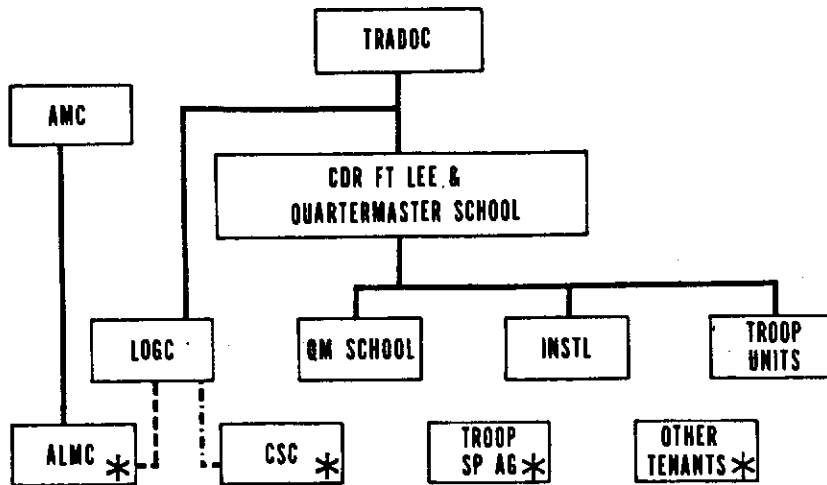 TRADOC
AMC
CDR FT LEE &
QUARTERMASTER SCHOOL
LOGC
QM SCHOOL
INSTL
TROOP
UNITS
ALMC *
CSC *
TROOP
SP AG *
OTHER
TENANTS *